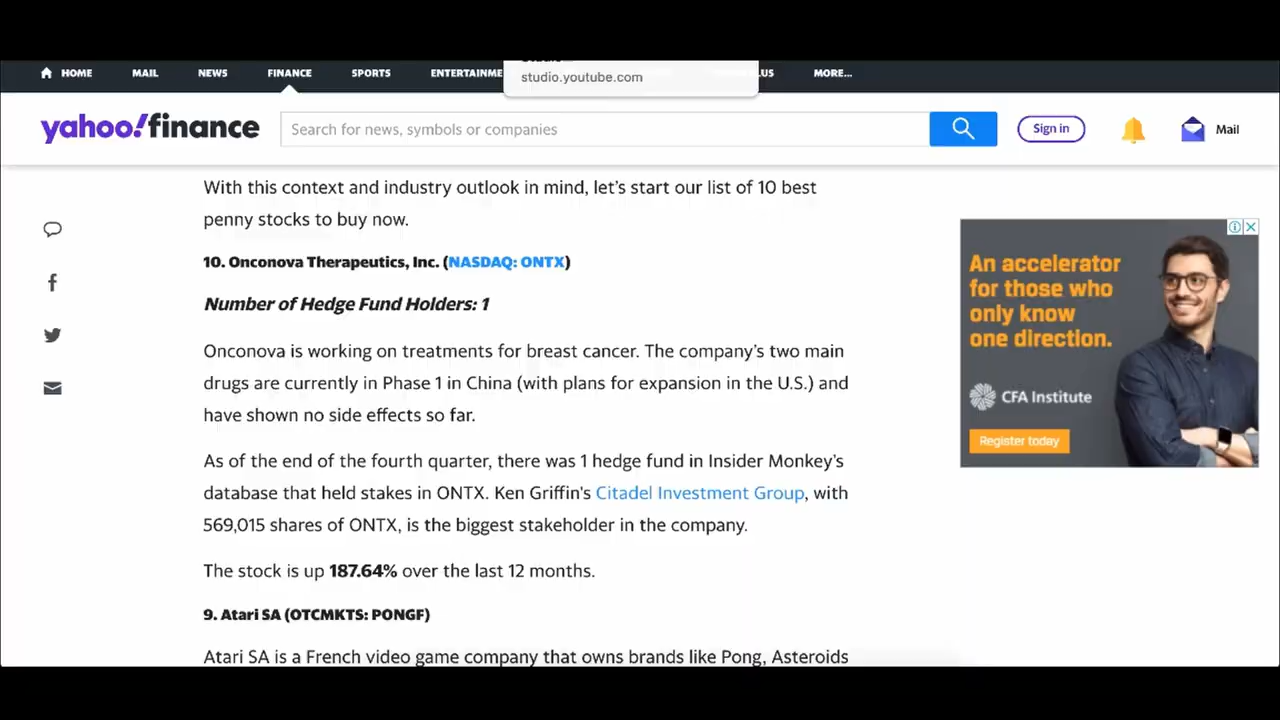 studio.youtube.com
HOME MAIL NEWS FINANCE SPORTS MORE...
yahoo!finance Search for news, symbols or companies Sign in Mail
With this context and industry outlook in mind, let's start our list of 10 best
penny stocks to buy now.
10. Onconova Therapeutics, Inc. (NASDAQ: ONTX)
Number of Hedge Fund Holders: 1
Onconova is working on treatments for breast cancer. The company's two main
drugs are currently in Phase 1 in China (with plans for expansion in the U.S.) and
have shown no side effects so far.
As of the end of the fourth quarter, there was 1 hedge fund in Insider Monkey's
database that held stakes in ONTX. Ken Griffin's Citadel Investment Group, with
569,015 shares of ONTX, is the biggest stakeholder in the company.
The stock is up 187.64% over the last 12 months.
9. Atari SA (OTCMKTS: PONGF)
Atari SA is a French video game company that owns brands like Pong, Asteroids
An accelerator
for those who
only know
one direction.
CFA Institute
Register today